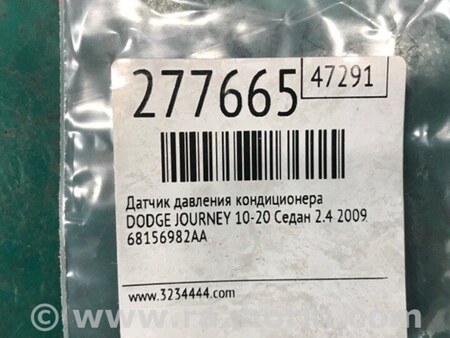 277665 47291
Датчик давления кондиционера
DODGE JOURNEY 10-20 Седан 2.4 2009
68156982AA
www.3234444.com